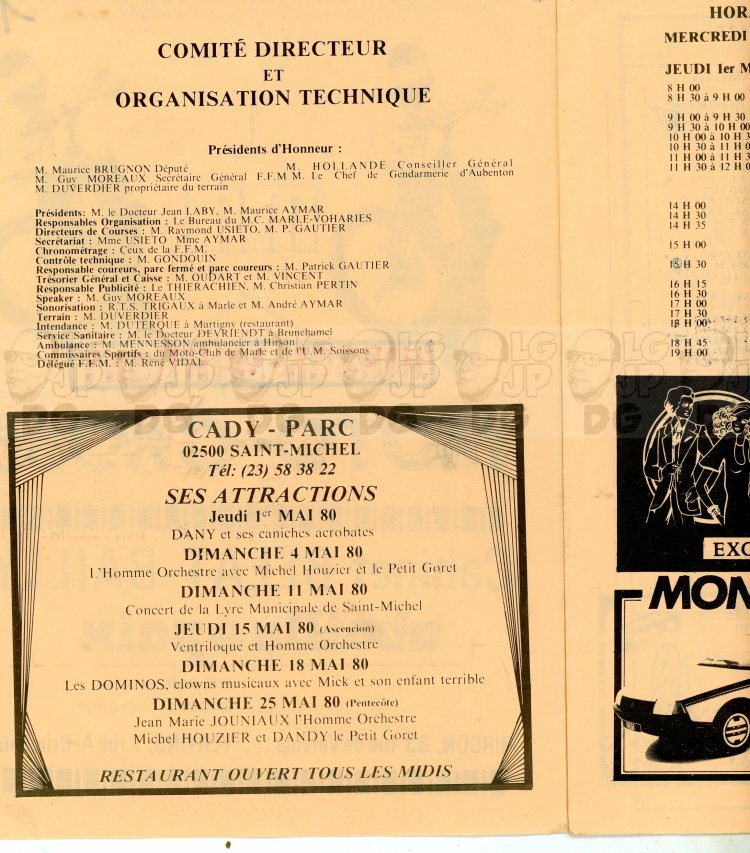 COMITÉ DIRECTEUR
ET
ORGANISATION TECHNIQUE
Présidents d'Honneur :
M. Maurice BRUGNON Député M. HOLLANDE Conseiller Général
M. Guy MOREAUX Secrétaire Général F.F.M M. Le Chef de Gendarmerie d'Aubenton
M. DUVERDIER propriétaire du terrain
Présidents: M. le Docteur Jean LABY, M. Maurice AYMAR
Responsables Organisation : Le Bureau du M.C. MARLE-VOHARIES
Directeurs de Courses : M. Raymond USIETO, M. P. GAUTIER
Secrétariat : Mme USIETO Mme AYMAR
Chronométrage : Ceux de la F.F.M.
Contrôle technique : M. GONDOUIN
Responsable coureurs, parc fermé et parc coureurs : M. Patrick GAUTIER
Trésorier Général et Caisse : M. OUDART et M. VINCENT
Responsable Publicité : Le THIERACHIEN, M. Christian PERTIN
Speaker : M. Guy MOREAUX
Sonorisation : R.T.S. TRIGAUX à Marle et M. André AYMAR
Terrain : M. DUVERDIER
Intendance : M. DUTERQUE à Martigny (restaurant)
Service Sanitaire : M. le Docteur DEVRIENDT à Brunehamel
Ambulance : M. MENNESSON ambulancier à Hirson
Commissaires Sportifs : du Moto-Club de Marle et de l'U.M. Soissons
Délégué F.F.M. : M. René VIDAL
CADY - PARC
02500 SAINT-MICHEL
Tél: (23) 58 38 22
SES ATTRACTIONS
Jeudi 1er MAI 80
DANY et ses caniches acrobates
DIMANCHE 4 MAI 80
L'Homme Orchestre avec Michel Houzier et le Petit Goret
DIMANCHE 11 MAI 80
Concert de la Lyre Municipale de Saint-Michel
JEUDI 15 MAI 80 (Ascencion)
Ventriloque et Homme Orchestre
DIMANCHE 18 MAI 80
Les DOMINOS, clowns musicaux avec Mick et son enfant terrible
DIMANCHE 25 MAI 80 (Pentecôte)
Jean Marie JOUNIAUX l'Homme Orchestre
Michel HOUZIER et DANDY le Petit Goret
RESTAURANT OUVERT TOUS LES MIDIS
HOR
MERCREDI
JEUDI 1er M
8 H 00
8 H 30 à 9 H 00
9 H 00 à 9 H 30
9 H 30 à 10 H 00
10 H 00 à 10 H 3
10 H 30 à 11 H 0
11 H 00 à 11 H 3
11 H 30 à 12 H 0
14 H 00
14 H 30
14 H 35
15 H 00
15 H 30
16 H 15
16 H 30
17 H 00
17 H 30
18 H 00
18 H 45
19 H 00
EXC
MON
LG
JP
DG